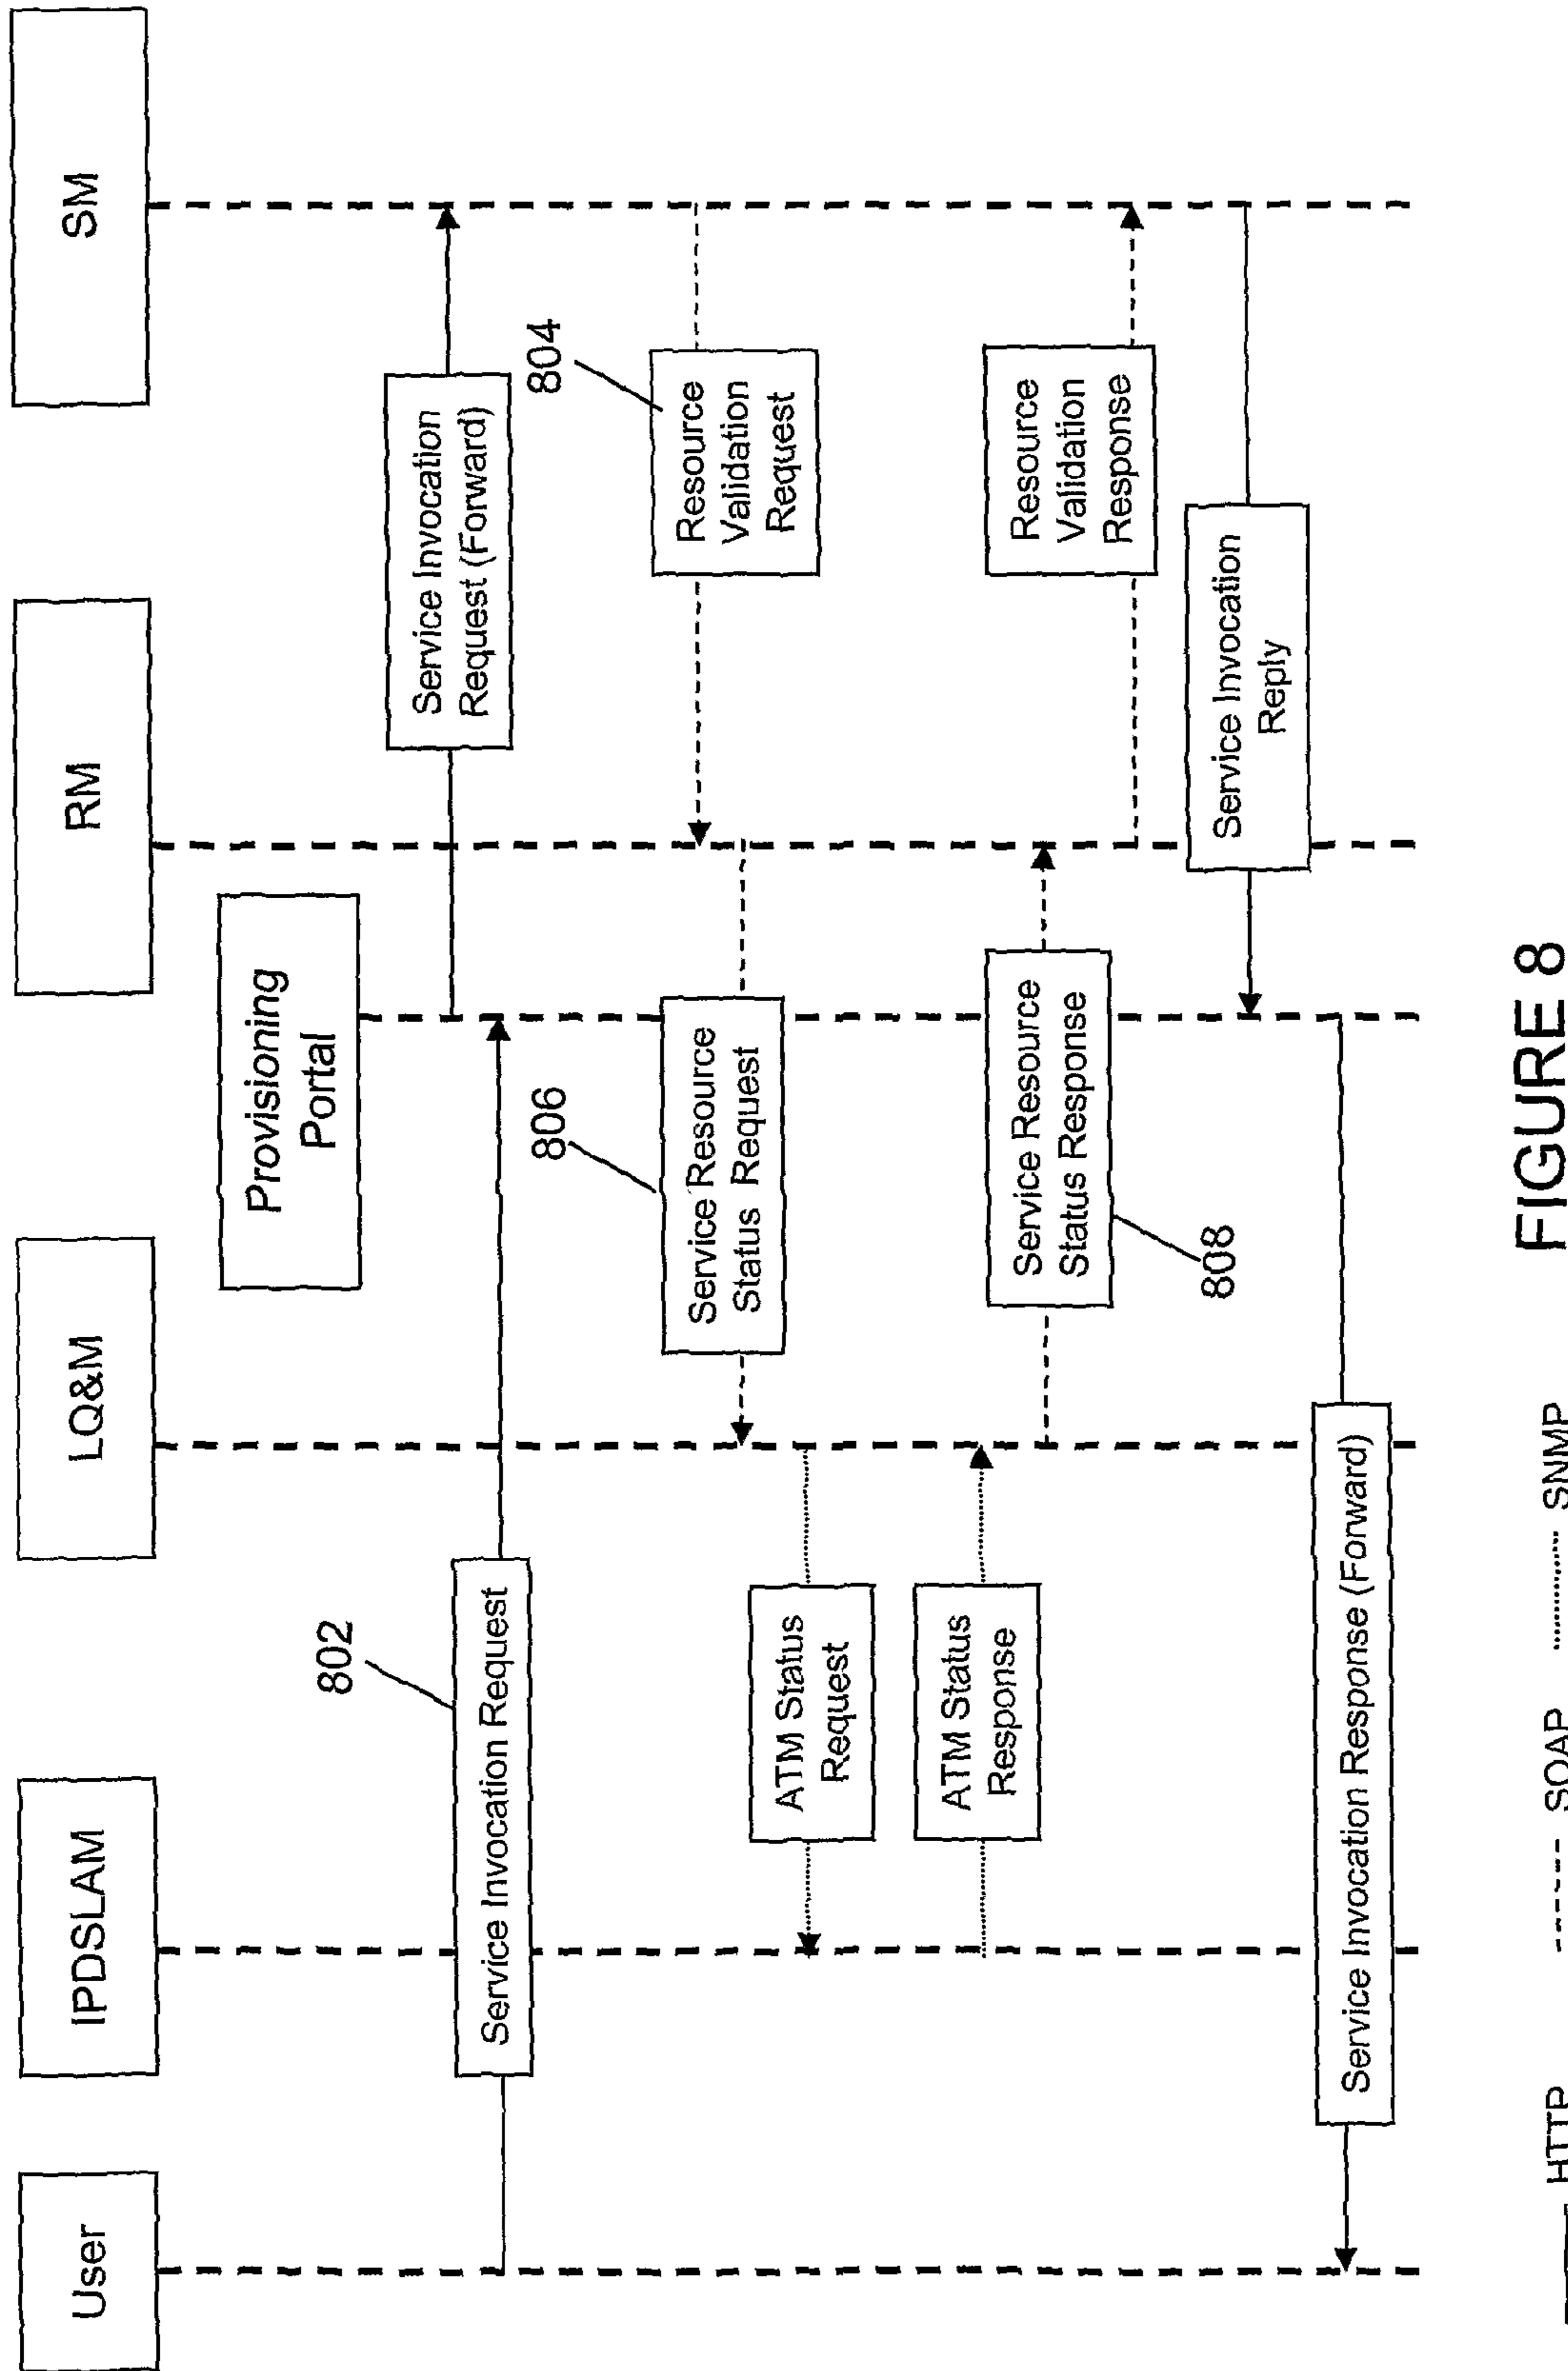 User
IPDSLAM
LQ&M
RM
SM
Provisioning
Portal
802
Service Invocation Request
Service Invocation
Request (Forward)
804
Resource
Validation
Request
806
Service Resource
Status Request
ATM Status
Request
ATM Status
Response
Service Resource
Status Response
808
Resource
Validation
Response
Service Invocation
Reply
Service Invocation Response (Forward)
HTTP
SOAP
SNMP
FIGURE 8